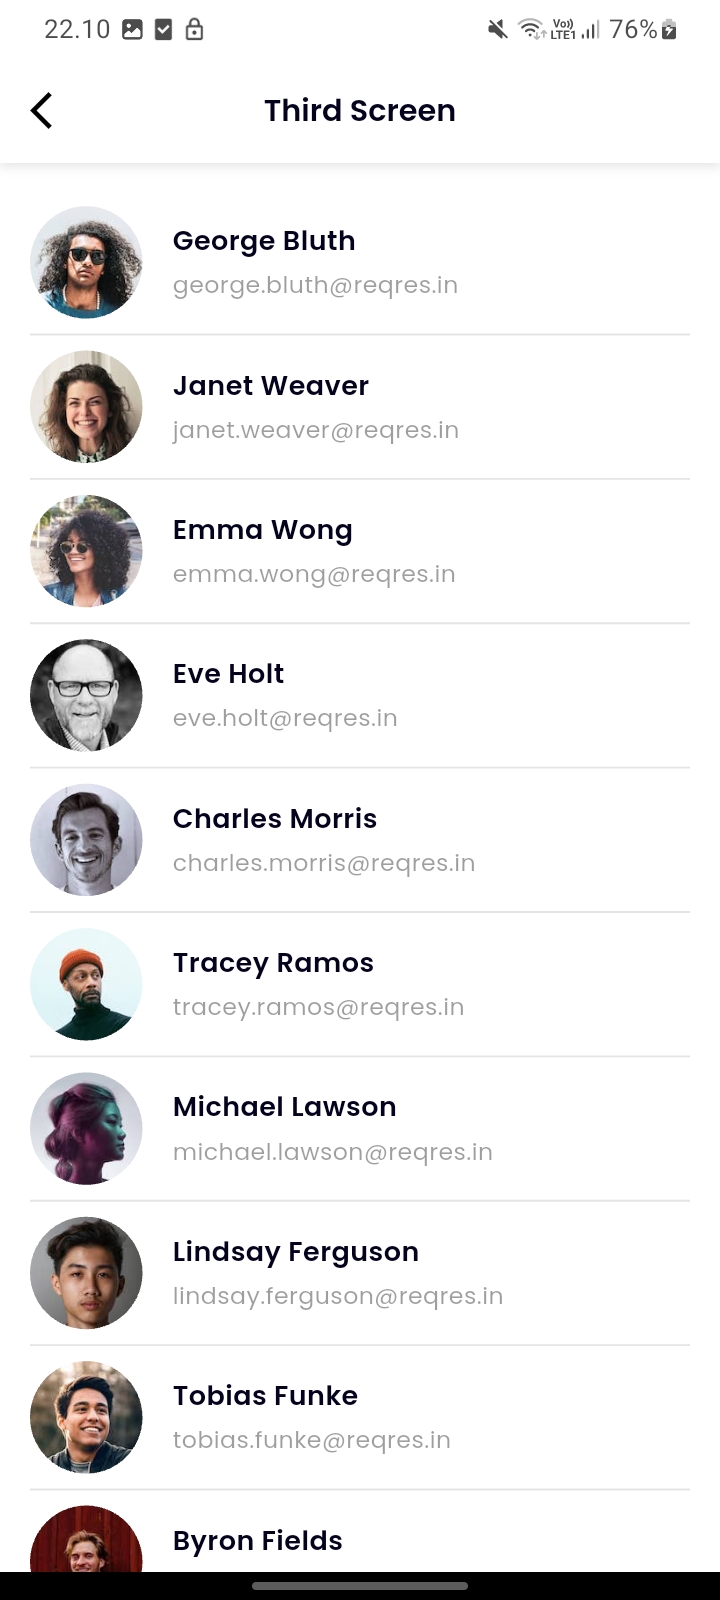 22.10
Vo))
LTE1
76%
Third Screen
George Bluth
george.bluth@reqres.in
Janet Weaver
janet.weaver@reqres.in
Emma Wong
emma.wong@reqres.in
Eve Holt
eve.holt@reqres.in
Charles Morris
charles.morris@reqres.in
Tracey Ramos
tracey.ramos@reqres.in
Michael Lawson
michael.lawson@reqres.in
Lindsay Ferguson
lindsay.ferguson@reqres.in
Tobias Funke
tobias.funke@reqres.in
Byron Fields